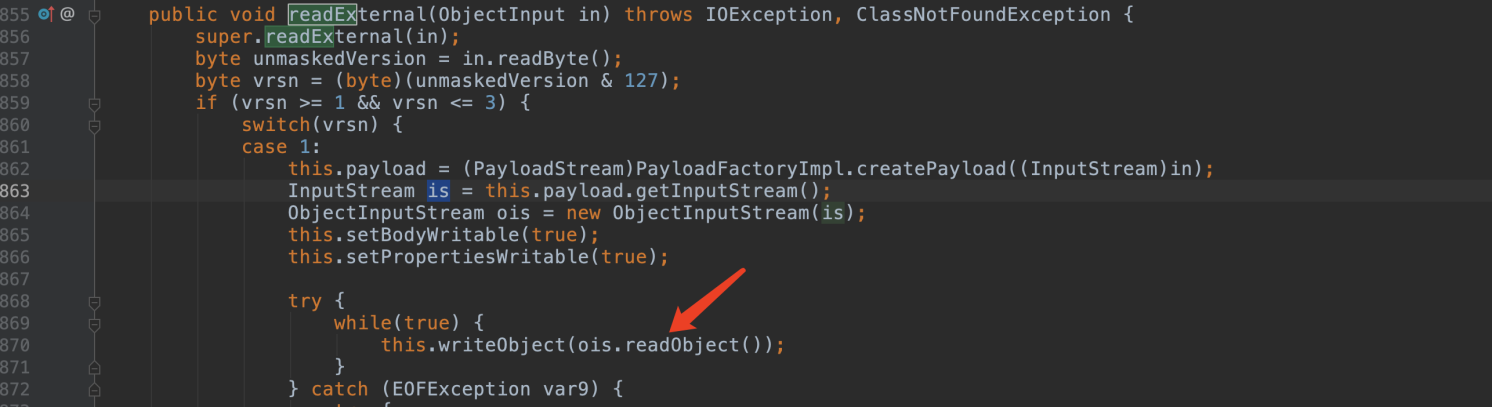 855 @ public void readExternal(ObjectInput in) throws IOException, ClassNotFoundException {
856 super.readExternal(in);
857 byte unmaskedVersion = in.readByte();
858 byte vrsn = (byte)(unmaskedVersion & 127);
859 if (vrsn >= 1 && vrsn <= 3) {
860 switch(vrsn) {
861 case 1:
862 this.payload = (PayloadStream)PayloadFactoryImpl.createPayload((InputStream)in);
863 InputStream is = this.payload.getInputStream();
864 ObjectInputStream ois = new ObjectInputStream(is);
865 this.setBodyWritable(true);
866 this.setPropertiesWritable(true);
867
868 try {
869 while(true) {
870 this.writeObject(ois.readObject());
871 }
872 } catch (EOFException var9) {